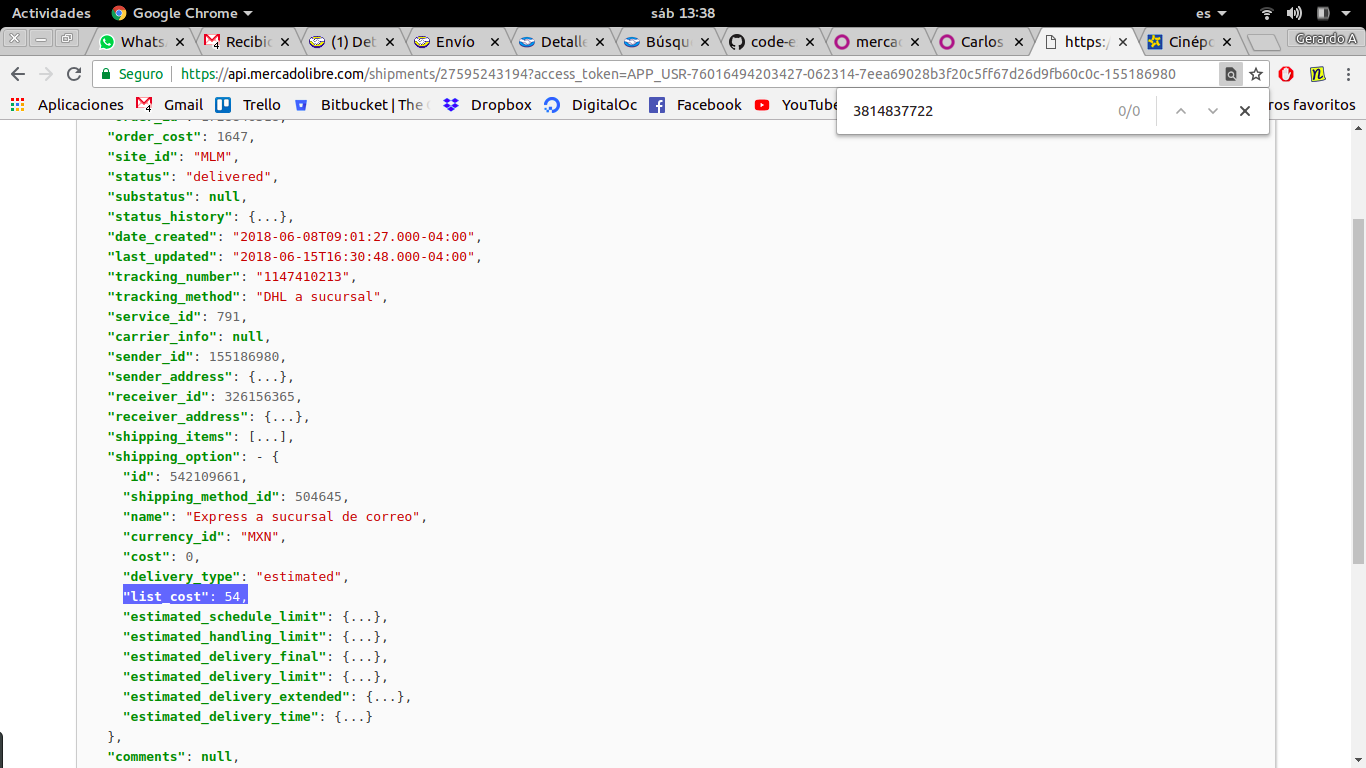 Actividades Google Chrome sáb 13:38 es
Whats. Recibic (1) Det Envío Detalle Búsqu code-e merca Carlos https:/ Cinépo Gerardo A
Seguro https://api.mercadolibre.com/shipments/27595243194?access_token=APP_USR-76016494203427-062314-7eea69028b3f20c5ff67d26d9fb60c0c-155186980
Aplicaciones Gmail Trello Bitbucket | The Dropbox DigitalOc Facebook YouTube ros favoritos
3814837722 0/0
"order_cost": 1647,
"site_id": "MLM",
"status": "delivered",
"substatus": null,
"status_history": {...},
"date_created": "2018-06-08T09:01:27.000-04:00",
"last_updated": "2018-06-15T16:30:48.000-04:00",
"tracking_number": "1147410213",
"tracking_method": "DHL a sucursal",
"service_id": 791,
"carrier_info": null,
"sender_id": 155186980,
"sender_address": {...},
"receiver_id": 326156365,
"receiver_address": {...},
"shipping_items": [...],
"shipping_option": - {
"id": 542109661,
"shipping_method_id": 504645,
"name": "Express a sucursal de correo",
"currency_id": "MXN",
"cost": 0,
"delivery_type": "estimated",
"list_cost": 54,
"estimated_schedule_limit": {...},
"estimated_handling_limit": {...},
"estimated_delivery_final": {...},
"estimated_delivery_limit": {...},
"estimated_delivery_extended": {...},
"estimated_delivery_time": {...}
},
"comments": null,